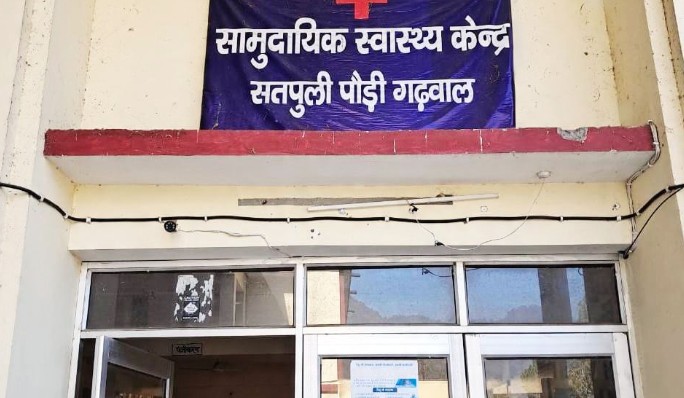 सामुदायिक स्वास्थ्य केन्द्र
सतपुली पौड़ी गढ़वाल